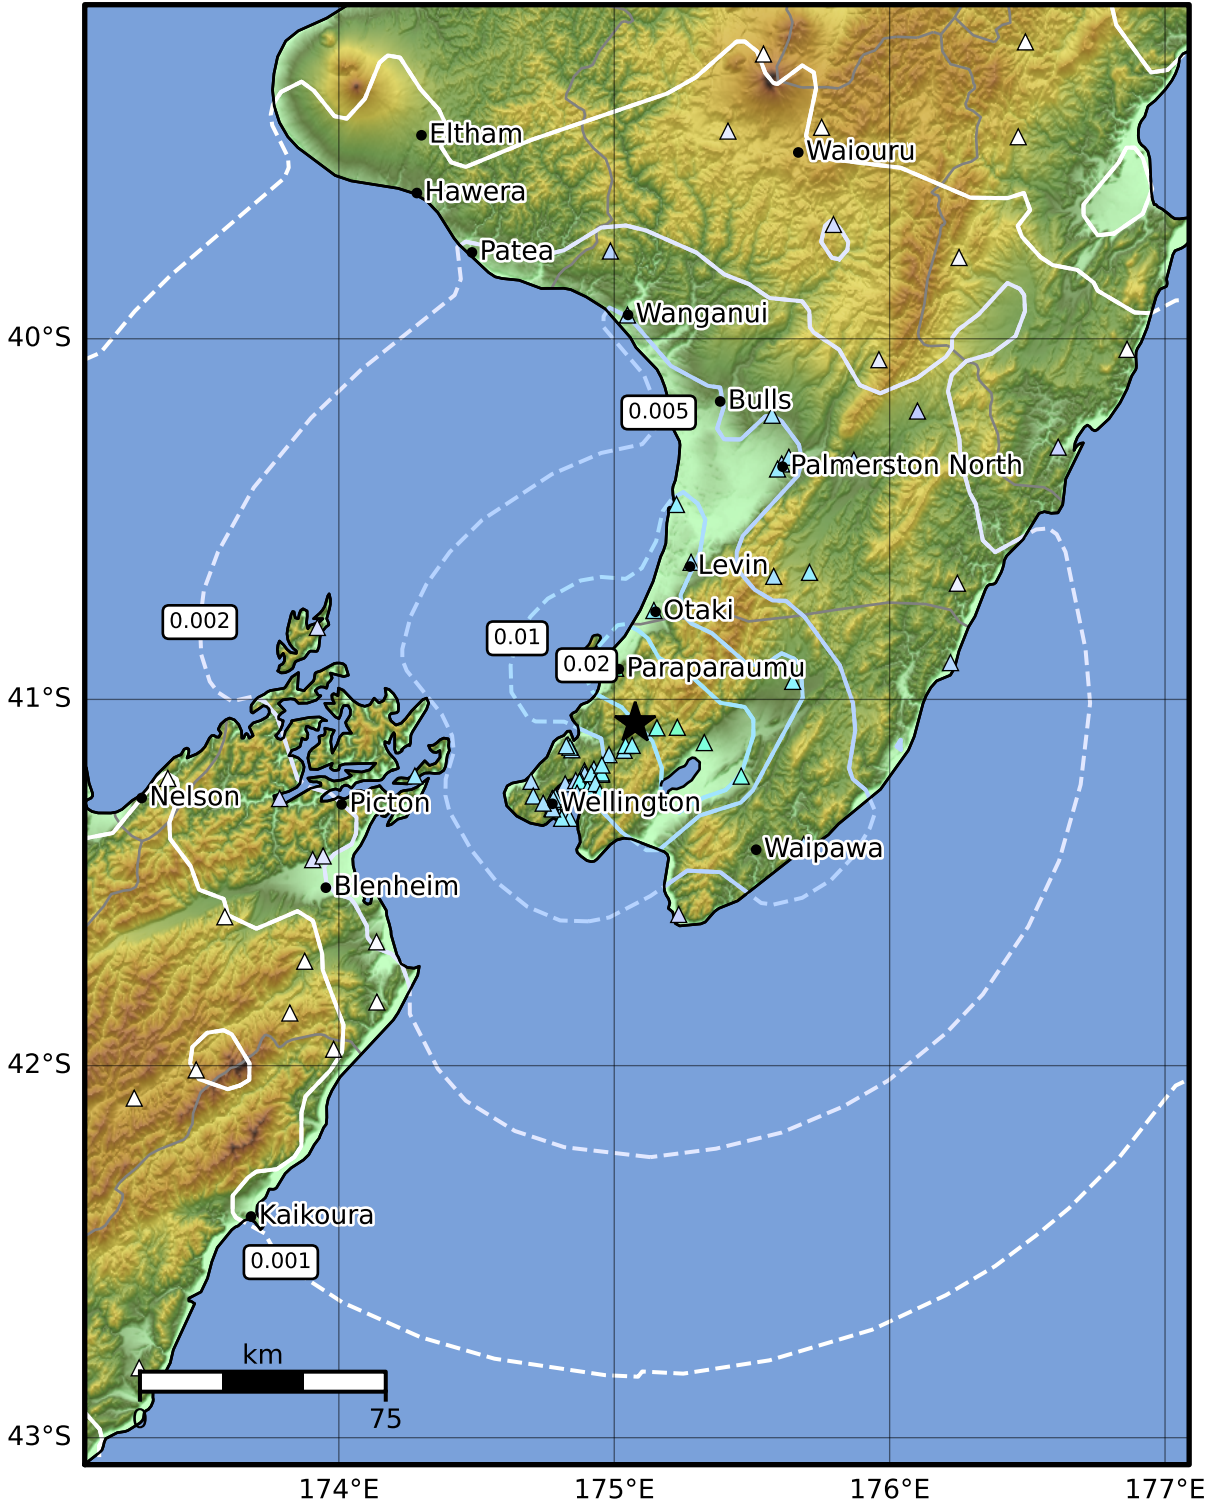 Eltham
Waiouru
Hawera
Patea
Wanganui
40°S
Bulls
0.005
Palmerston North
Levin
Otaki
0.002
0.01
0.02
Paraparaumu
41°S
Nelson
Picton
Wellington
Waipawa
Blenheim
42°S
Kaikoura
0.001
km
0
75
43°S
174°E
175°E
176°E
177°E